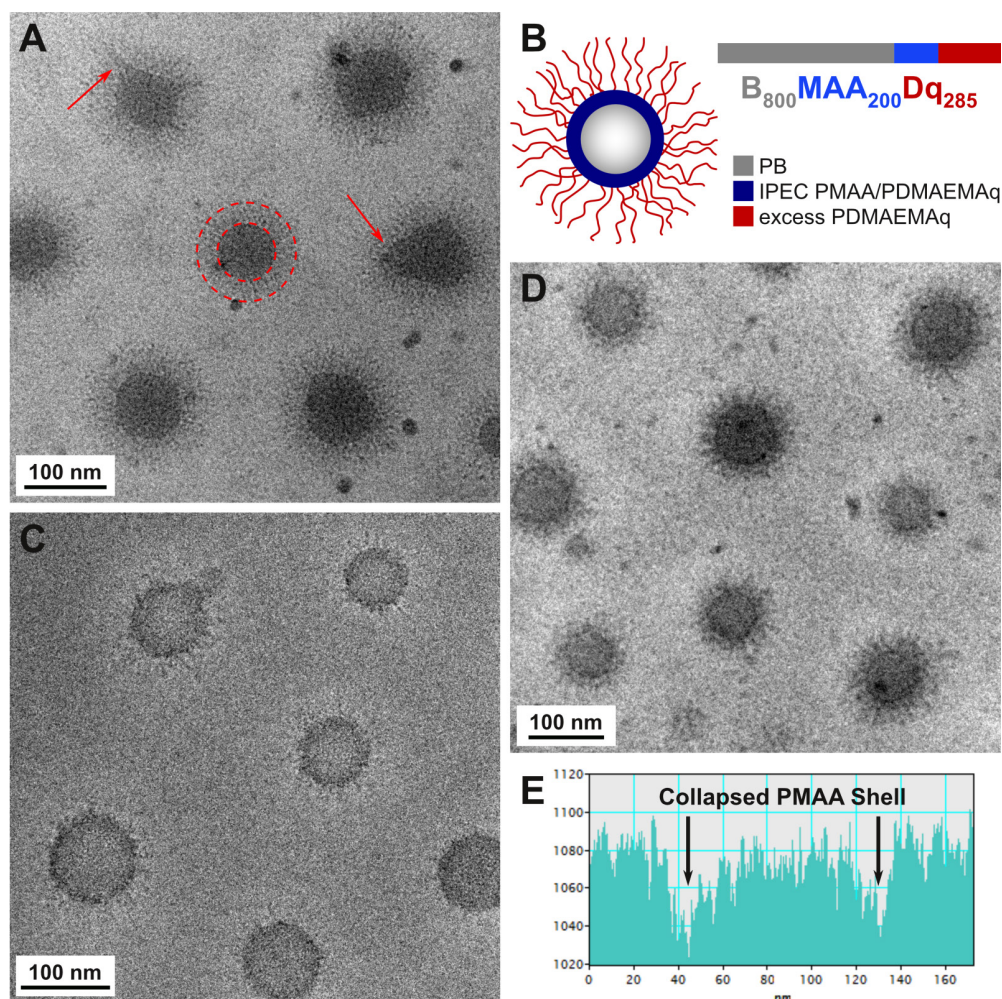 A
100 nm
B
B800MAA200Dq285
PB
IPEC PMAA/PDMAEMAq
excess PDMAEMAq
C
100 nm
D
100 nm
E
Collapsed PMAA Shell
1120
1100
1080
1060
1040
1020
0 20 40 60 80 100 120 140 160
nm